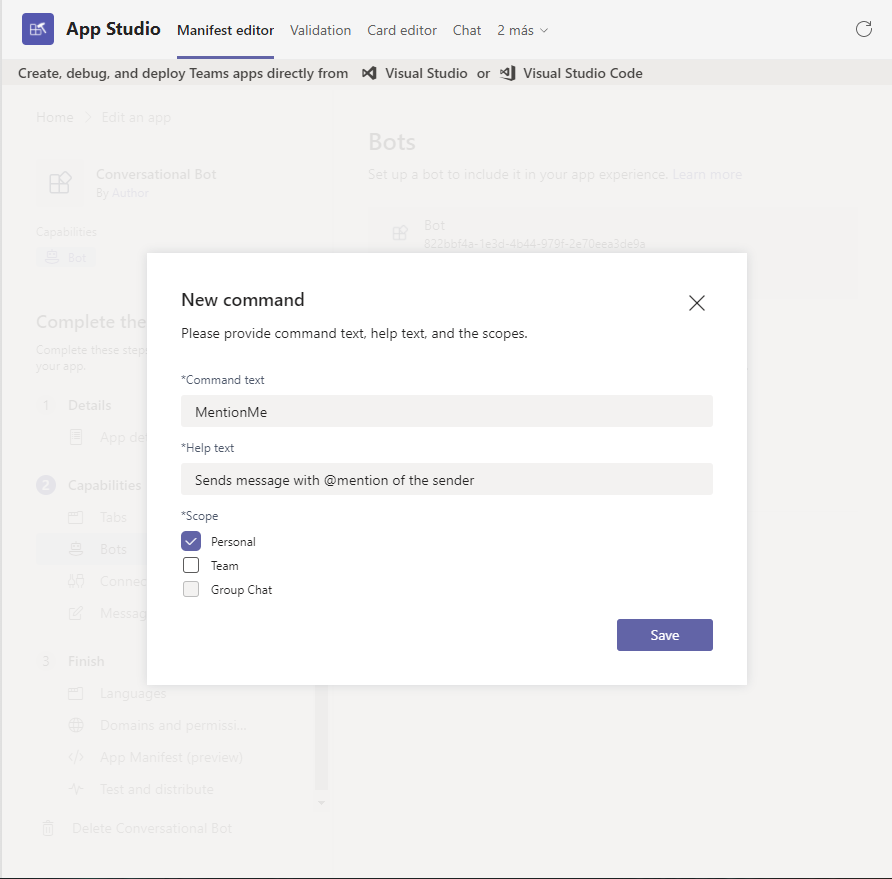 App Studio
Manifest editor
Validation
Card editor
Chat
2 más
Create, debug, and deploy Teams apps directly from Visual Studio or Visual Studio Code
Home > Edit an app
Conversational Bot
By Author
Capabilities
Bot
Complete the
Complete these steps
your app.
1 Details
App de
2 Capabilities
Tabs
Bots
Connec
Messag
3 Finish
Languages
Domains and permissi...
App Manifest (preview)
Test and distribute
Delete Conversational Bot
Bots
Set up a bot to include it in your app experience. Learn more
Bot
822bbf4a-1e3d-4b44-979f-2e70eea3de9a
New command
Please provide command text, help text, and the scopes.
*Command text
MentionMe
*Help text
Sends message with @mention of the sender
*Scope
Personal
Team
Group Chat
Save